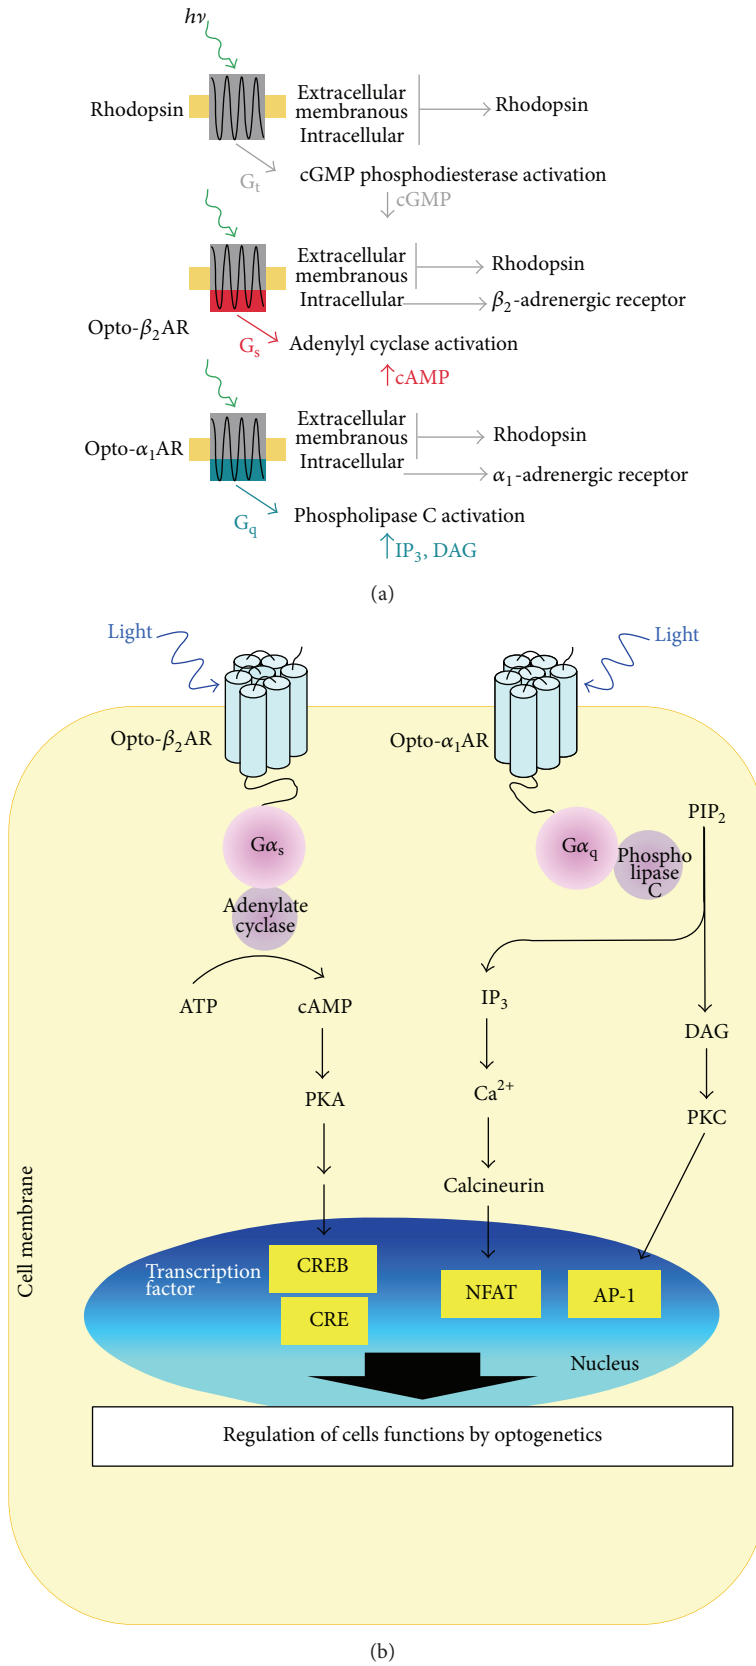 hν
Rhodopsin
Extracellular
membranous
Intracellular
Rhodopsin
Gt
cGMP phosphodiesterase activation
↓cGMP
Opto-β2AR
Extracellular
membranous
Intracellular
Rhodopsin
β2-adrenergic receptor
Gs
Adenylyl cyclase activation
↑cAMP
Opto-α1AR
Extracellular
membranous
Intracellular
Rhodopsin
α1-adrenergic receptor
Gq
Phospholipase C activation
↑IP3, DAG
(a)
Light
Light
Opto-β2AR
Opto-α1AR
Gαs
Adenylate
cyclase
Gαq
Phospho
lipase
C
PIP2
ATP
cAMP
IP3
DAG
PKA
Ca2+
PKC
Calcineurin
Cell membrane
Transcription
factor
CREB
CRE
NFAT
AP-1
Nucleus
Regulation of cells functions by optogenetics
(b)